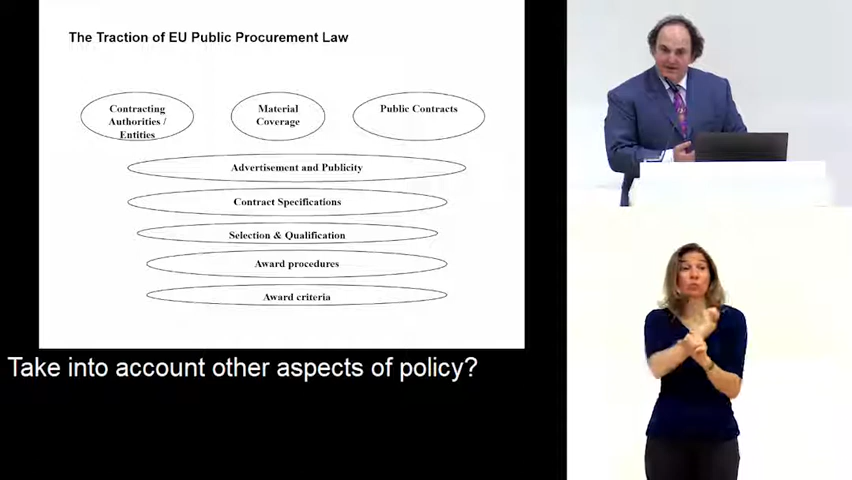 The Traction of EU Public Procurement Law
Contracting
Authorities /
Entities
Material
Coverage
Public Contracts
Advertisement and Publicity
Contract Specifications
Selection & Qualification
Award procedures
Award criteria
Take into account other aspects of policy?